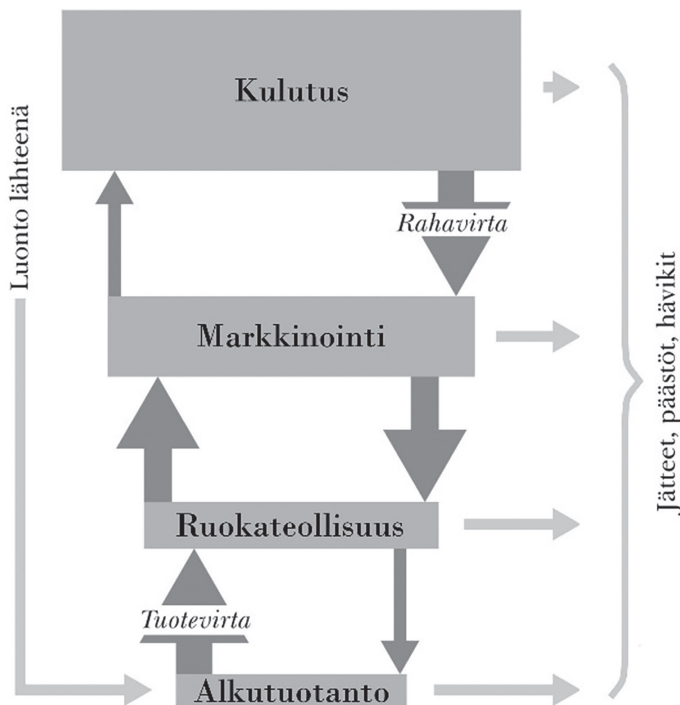 Kulutus
Luonto lähteenä
Rahavirta
Markkinointi
Jätteet, päästöt, hävikit
Ruokateollisuus
Tuotevirta
Alkutuotanto